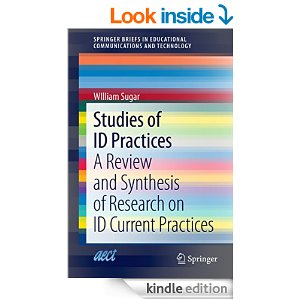 Look inside
SPRINGER BRIEFS IN EDUCATIONAL
COMMUNICATIONS AND TECHNOLOGY
William Sugar
Studies of
ID Practices
A Review
and Synthesis
of Research on
ID Current Practices
aect
Springer
kindle edition